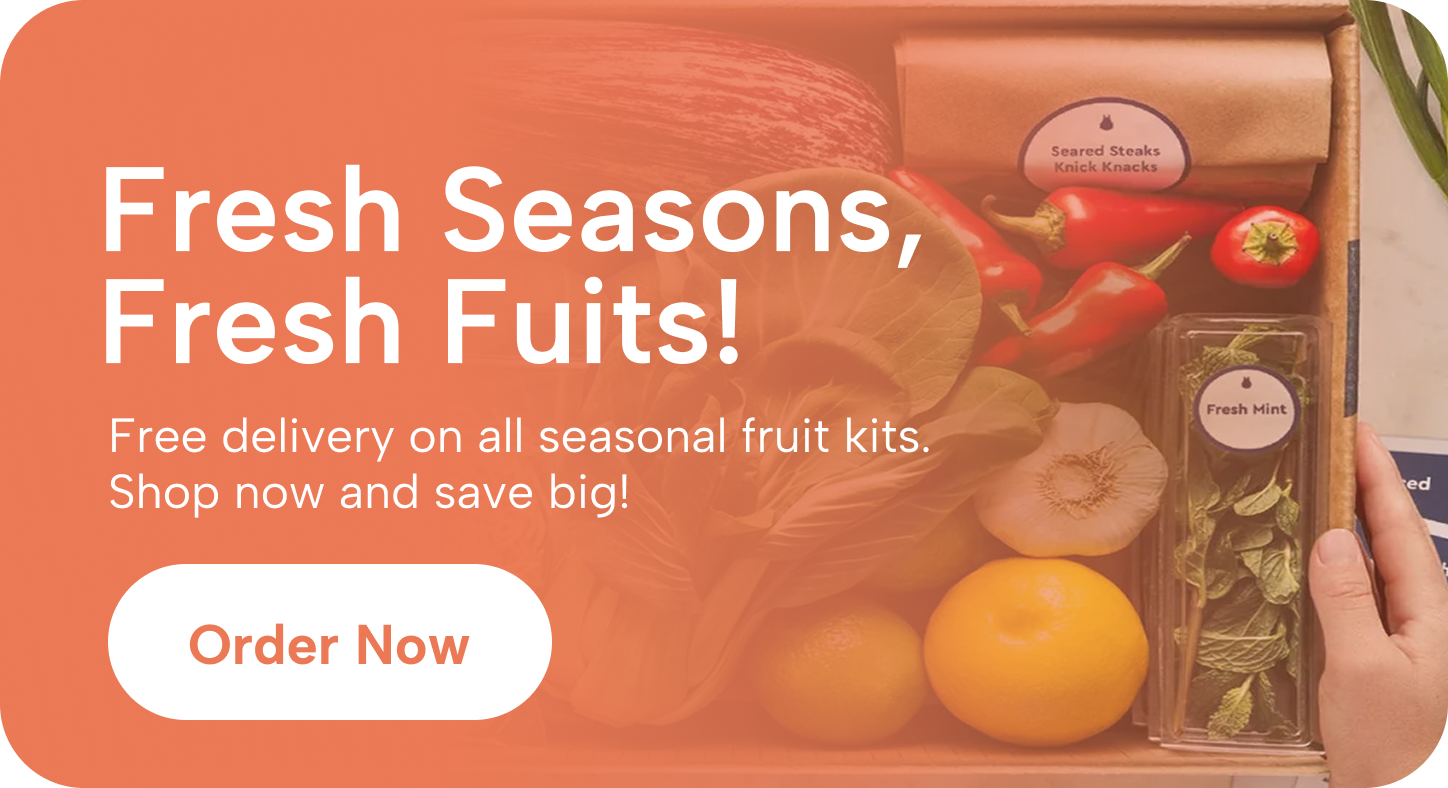 Fresh Seasons,
Fresh Fuits!
Free delivery on all seasonal fruit kits.
Shop now and save big!
Order Now
Seared Steaks
Knick Knacks
Fresh Mint